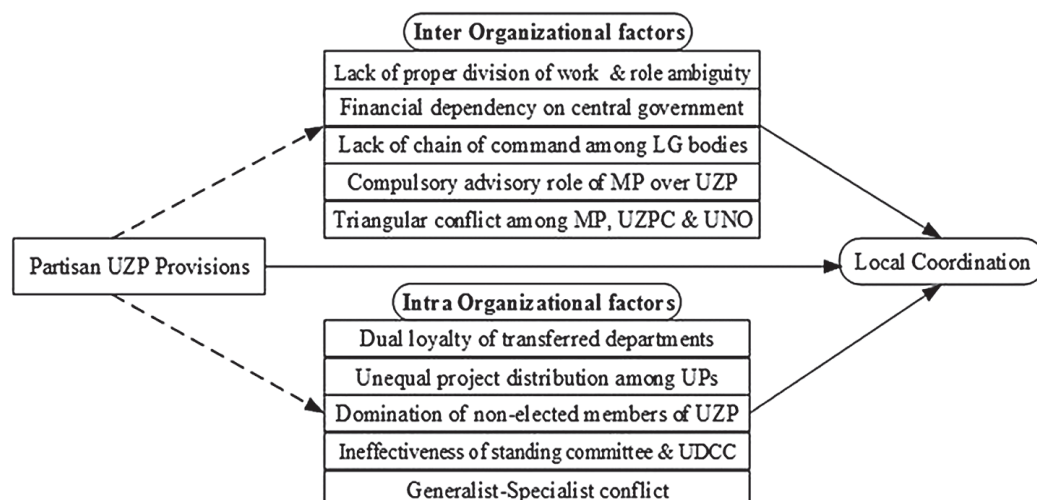 Inter Organizational factors
Lack of proper division of work & role ambiguity
Financial dependency on central government
Lack of chain of command among LG bodies
Compulsory advisory role of MP over UZP
Triangular conflict among MP, UZPC & UNO
Partisan UZP Provisions
Local Coordination
Intra Organizational factors
Dual loyalty of transferred departments
Unequal project distribution among UPs
Domination of non-elected members of UZP
Ineffectiveness of standing committee & UDCC
Generalist-Specialist conflict